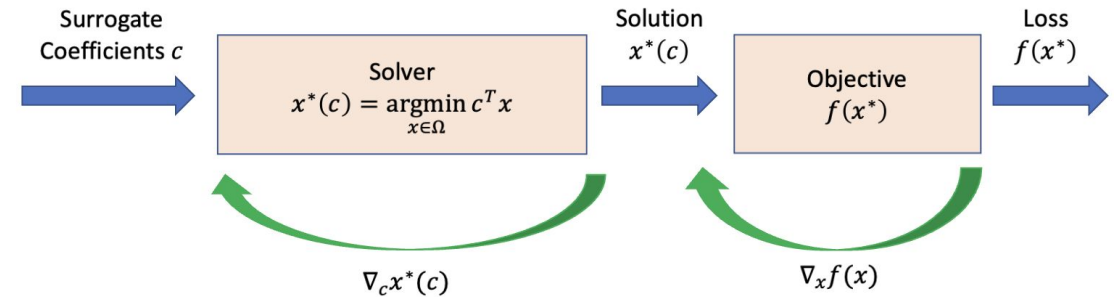 Surrogate
Coefficients c
Solver
x*(c) = argmin cᵀx
x∈Ω
Solution
x*(c)
Objective
f(x*)
Loss
f(x*)
∇cx*(c)
∇xf(x)